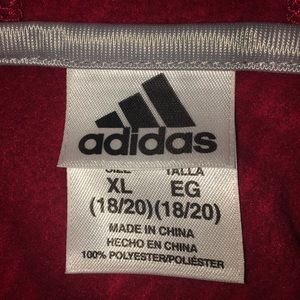 adidas
SIZE TALLA
XL EG
(18/20) (18/20)
MADE IN CHINA
HECHO EN CHINA
100% POLYESTER/POLIÉSTER